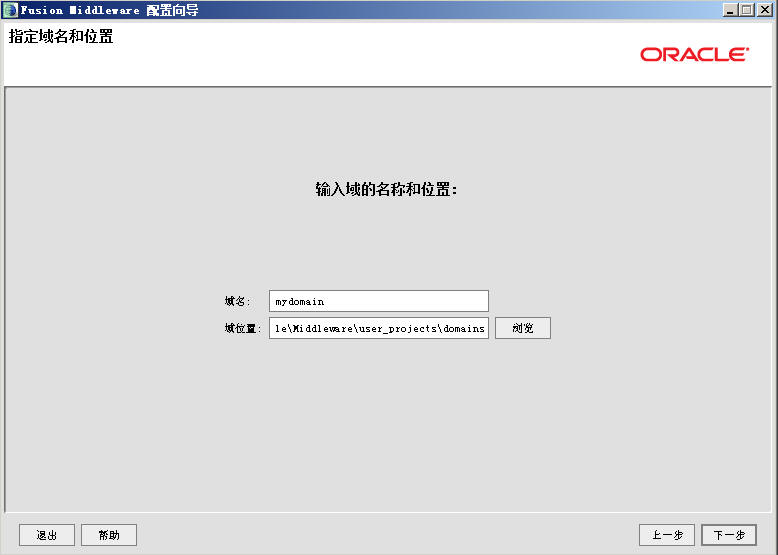 Fusion Middleware 配置向导
指定域名和位置
ORACLE
输入域的名称和位置:
域名: mydomain
域位置: le\Middleware\user_projects\domains 浏览
退出 帮助 上一步 下一步